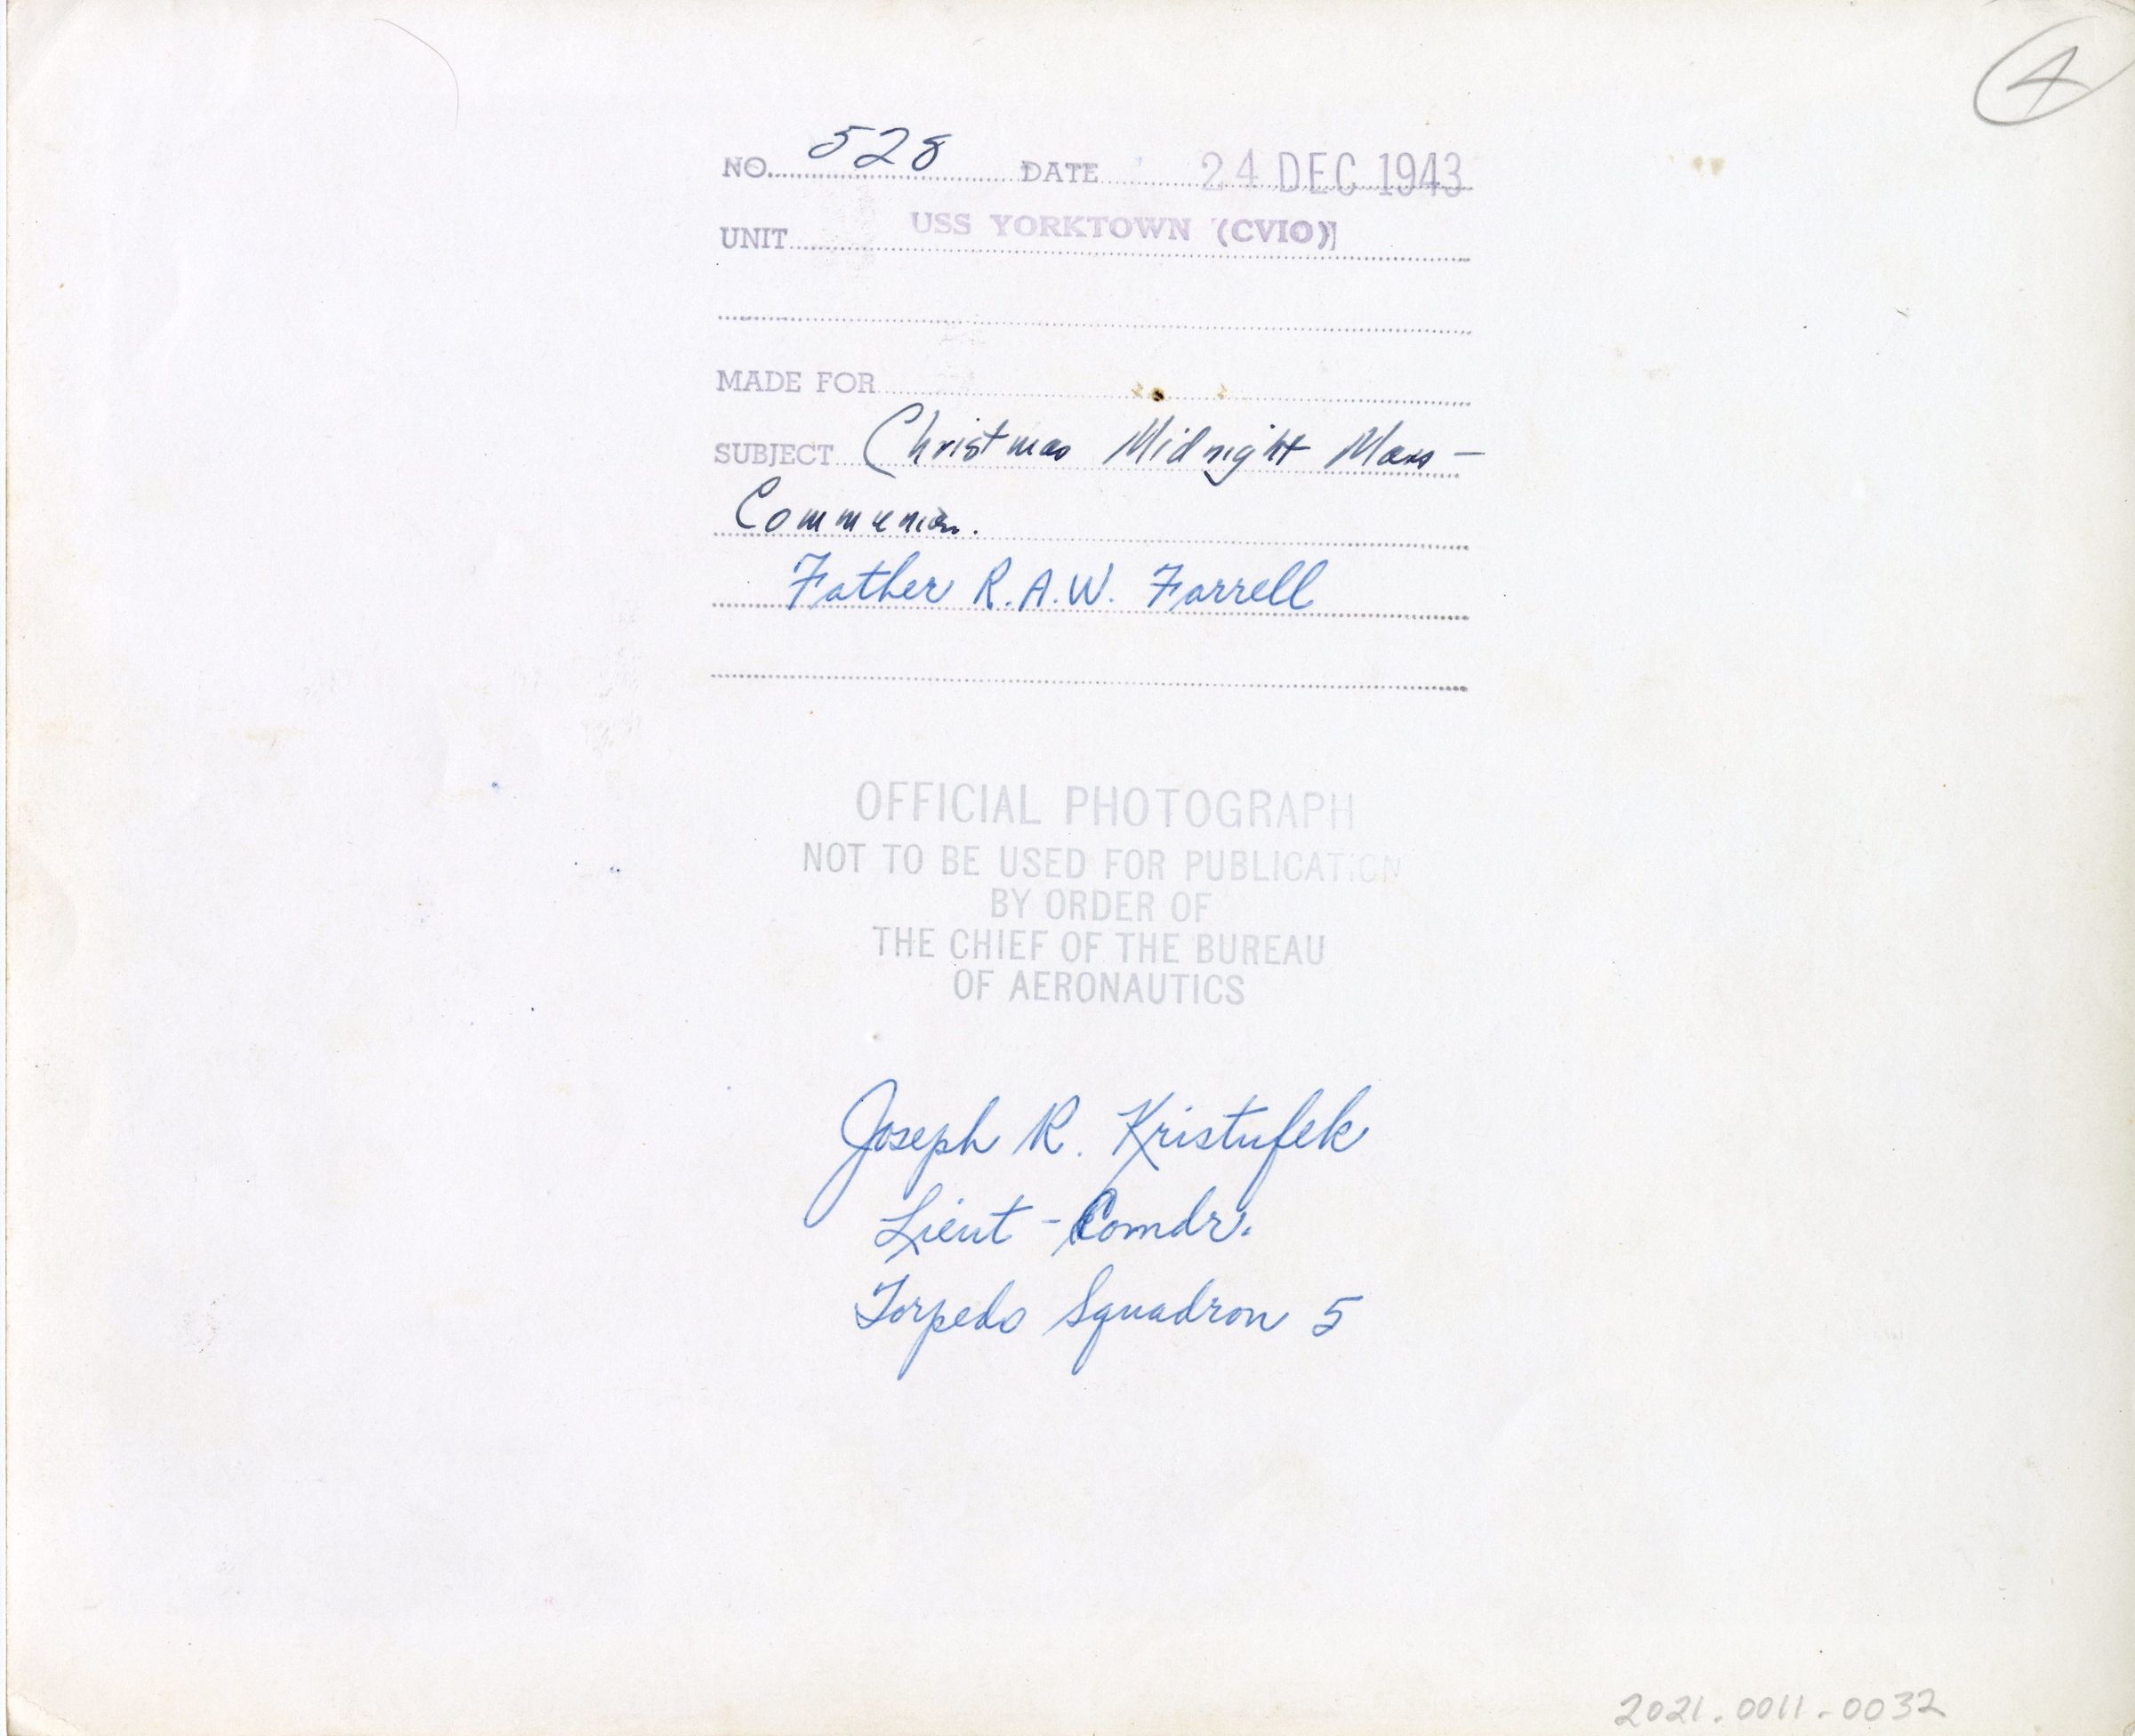 4
NO. 528 DATE 24 DEC 1943
UNIT USS YORKTOWN (CV10)
MADE FOR
SUBJECT Christmas Midnight Mass -
Communion.
Father R.A.W. Farrell
OFFICIAL PHOTOGRAPH
NOT TO BE USED FOR PUBLICATION
BY ORDER OF
THE CHIEF OF THE BUREAU
OF AERONAUTICS
Joseph R. Kristufek
Lieut - Comdr.
Torpedo Squadron 5
2021.0011-0032